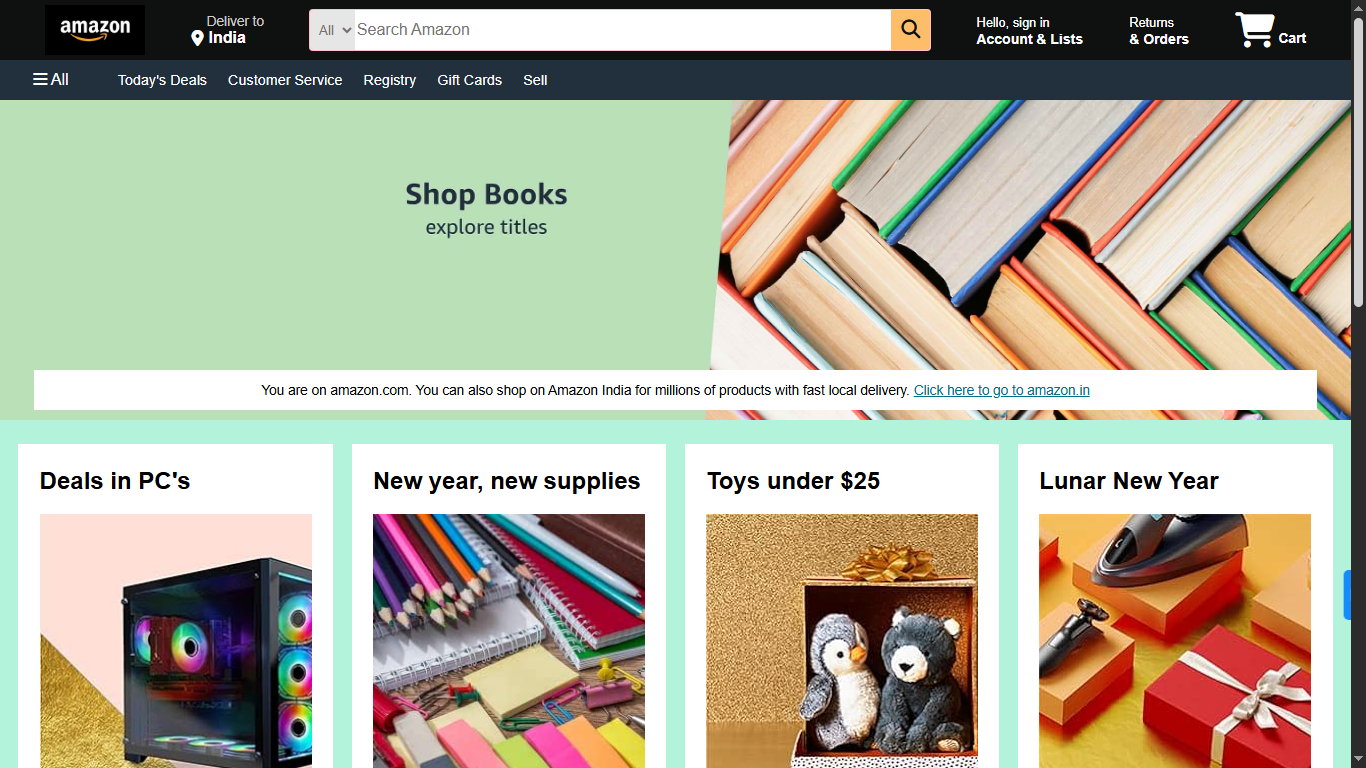 amazon
Deliver to
India
All
Search Amazon
Hello, sign in
Account & Lists
Returns
& Orders
Cart
All
Today's Deals
Customer Service
Registry
Gift Cards
Sell
Shop Books
explore titles
You are on amazon.com. You can also shop on Amazon India for millions of products with fast local delivery. Click here to go to amazon.in
Deals in PC's
New year, new supplies
Toys under $25
Lunar New Year